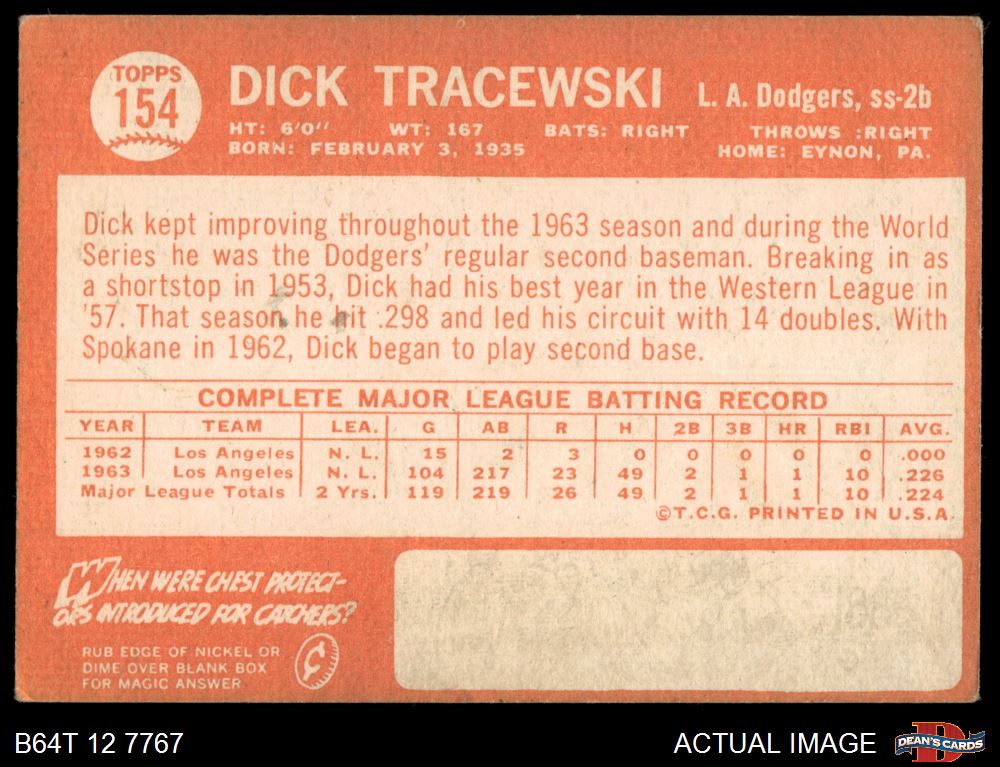 TOPPS
154
DICK TRACEWSKI L. A. Dodgers, ss-2b
HT: 6'0" WT: 167 BATS: RIGHT THROWS :RIGHT
BORN: FEBRUARY 3, 1935 HOME: EYNON, PA.
Dick kept improving throughout the 1963 season and during the World
Series he was the Dodgers' regular second baseman. Breaking in as
a shortstop in 1953, Dick had his best year in the Western League in
'57. That season he hit .298 and led his circuit with 14 doubles. With
Spokane in 1962, Dick began to play second base.
COMPLETE MAJOR LEAGUE BATTING RECORD
YEAR TEAM LEA. G AB R H 2B 3B HR RBI AVG.
1962 Los Angeles N. L. 15 2 3 0 0 0 0 0 .000
1963 Los Angeles N. L. 104 217 23 49 2 1 1 10 .226
Major League Totals 2 Yrs. 119 219 26 49 2 1 1 10 .224
©T.C.G. PRINTED IN U.S.A.
WHEN WERE CHEST PROTECT-
ORS INTRODUCED FOR CATCHERS?
RUB EDGE OF NICKEL OR
DIME OVER BLANK BOX
FOR MAGIC ANSWER
¢
B64T 12 7767 ACTUAL IMAGE DEAN'S CARDS